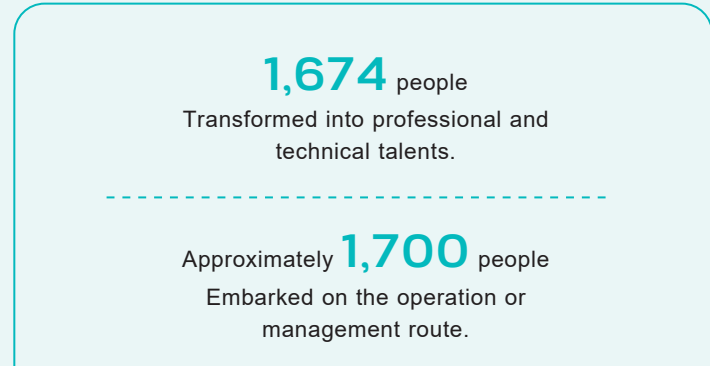 1,674 people
Transformed into professional and
technical talents.
Approximately 1,700 people
Embarked on the operation or
management route.